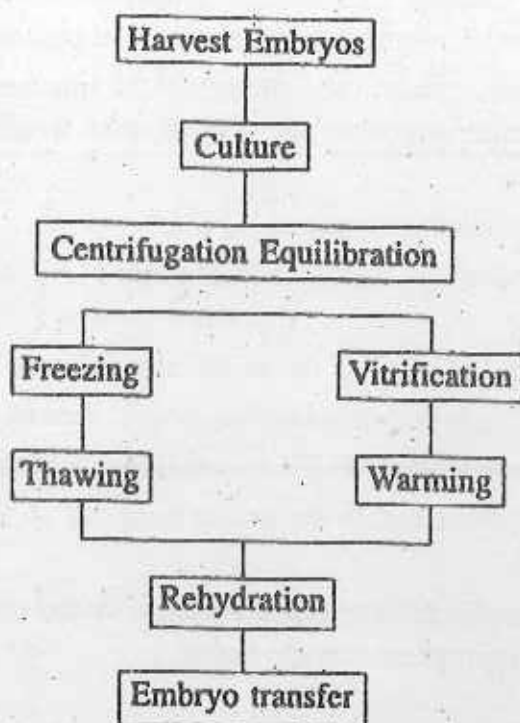 Harvest Embryos
Culture
Centrifugation Equilibration
Freezing
Vitrification
Thawing
Warming
Rehydration
Embryo transfer